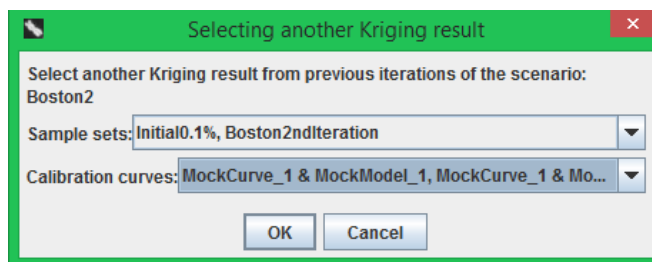 Selecting another Kriging result
Select another Kriging result from previous iterations of the scenario:
Boston2
Sample sets: Initial0.1%, Boston2ndIteration
Calibration curves: MockCurve_1 & MockModel_1, MockCurve_1 & Mo...
OK Cancel